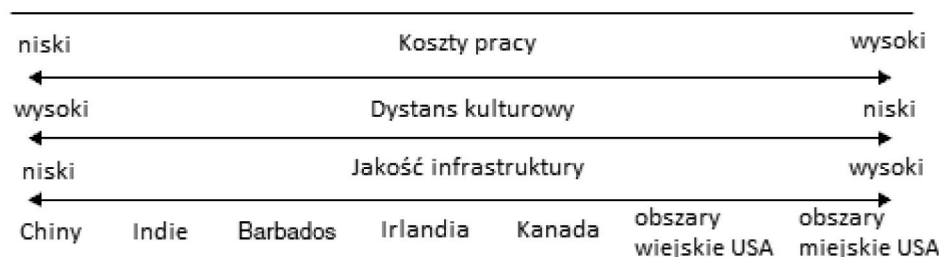 niski Koszty pracy wysoki
wysoki Dystans kulturowy niski
niski Jakość infrastruktury wysoki
Chiny Indie Barbados Irlandia Kanada obszary wiejskie USA obszary miejskie USA